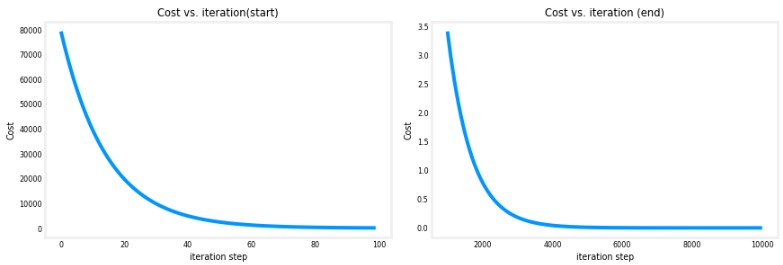 Cost vs. iteration(start)
80000
70000
60000
50000
40000
30000
20000
10000
0
Cost
0 20 40 60 80 100
iteration step
Cost vs. iteration (end)
3.5
3.0
2.5
2.0
1.5
1.0
0.5
0.0
Cost
2000 4000 6000 8000 10000
iteration step